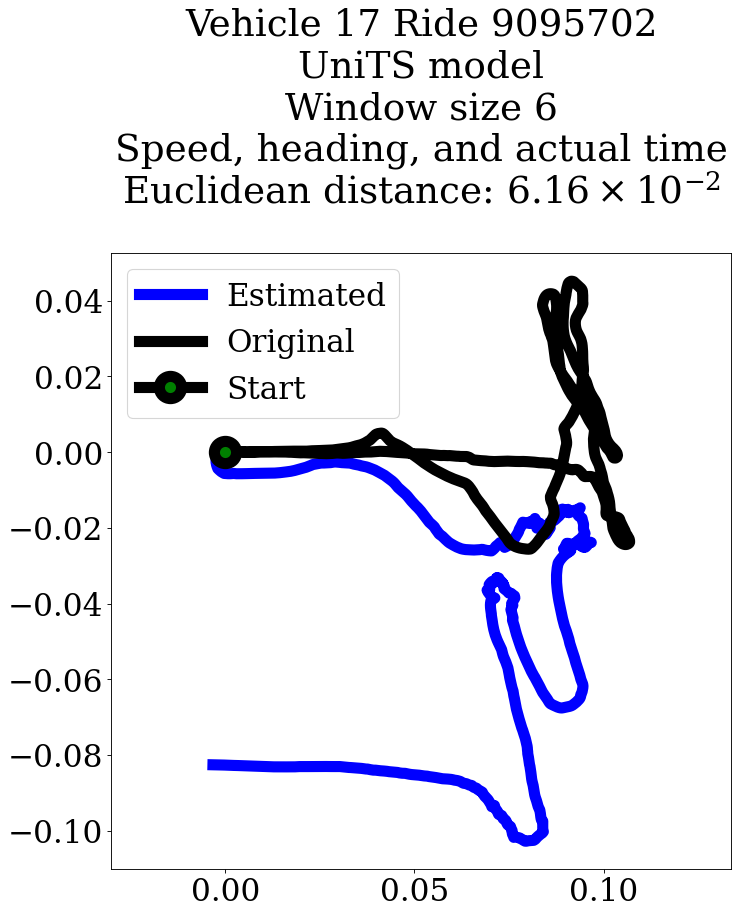 Vehicle 17 Ride 9095702
UniTS model
Window size 6
Speed, heading, and actual time
Euclidean distance: 6.16 × 10⁻²
Estimated
Original
Start
0.04
0.02
0.00
−0.02
−0.04
−0.06
−0.08
−0.10
0.00 0.05 0.10